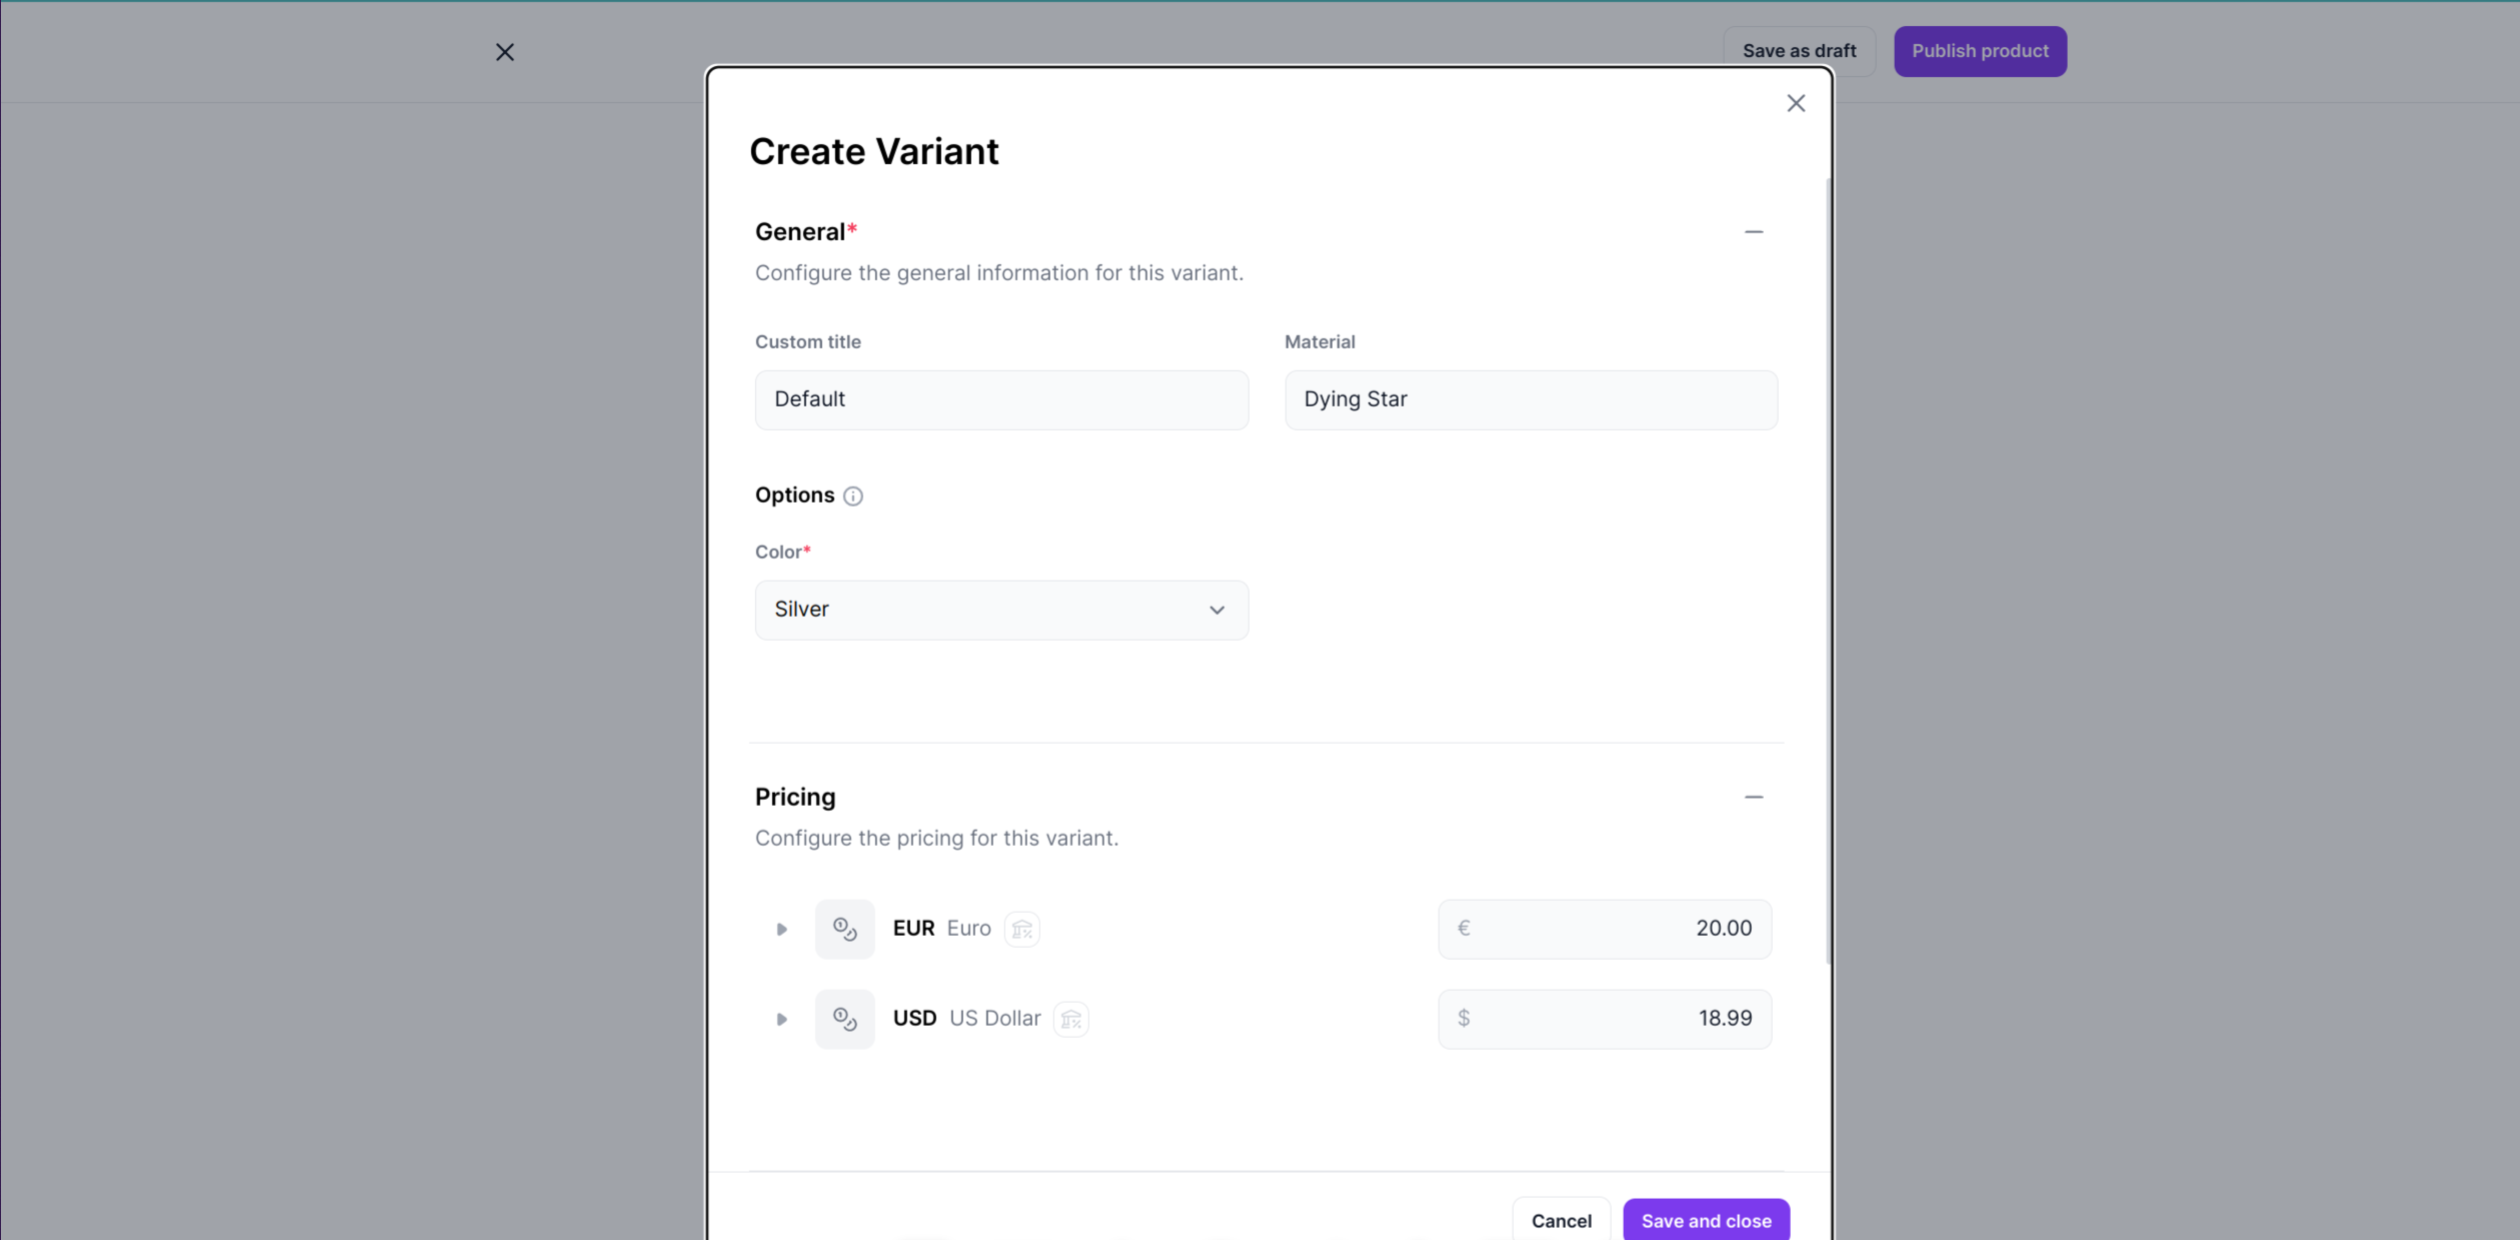 Save as draft
Publish product
Create Variant
General*
Configure the general information for this variant.
Custom title
Material
Default
Dying Star
Options
Color*
Silver
Pricing
Configure the pricing for this variant.
EUR Euro € 20.00
USD US Dollar $ 18.99
Cancel
Save and close